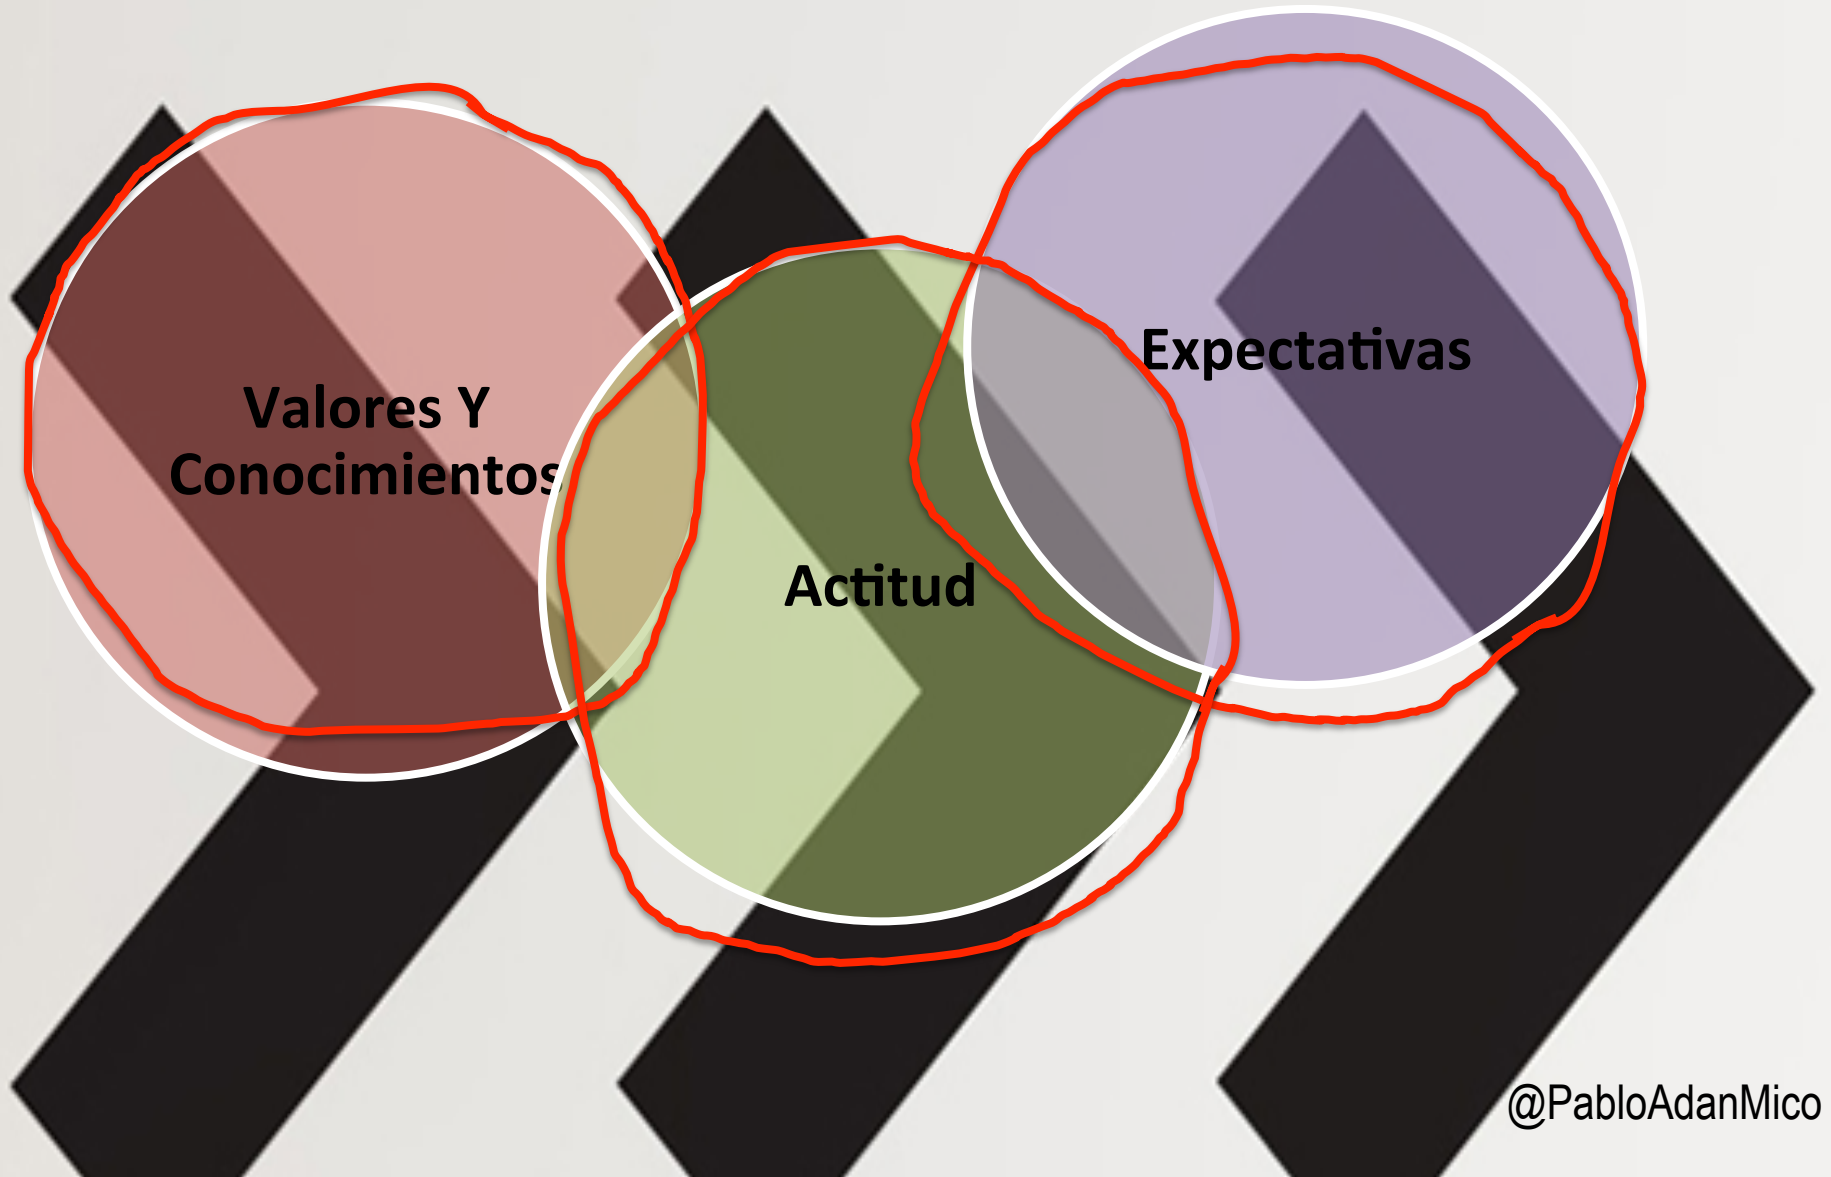 Valores Y
Conocimientos
Actitud
Expectativas
@PabloAdanMico